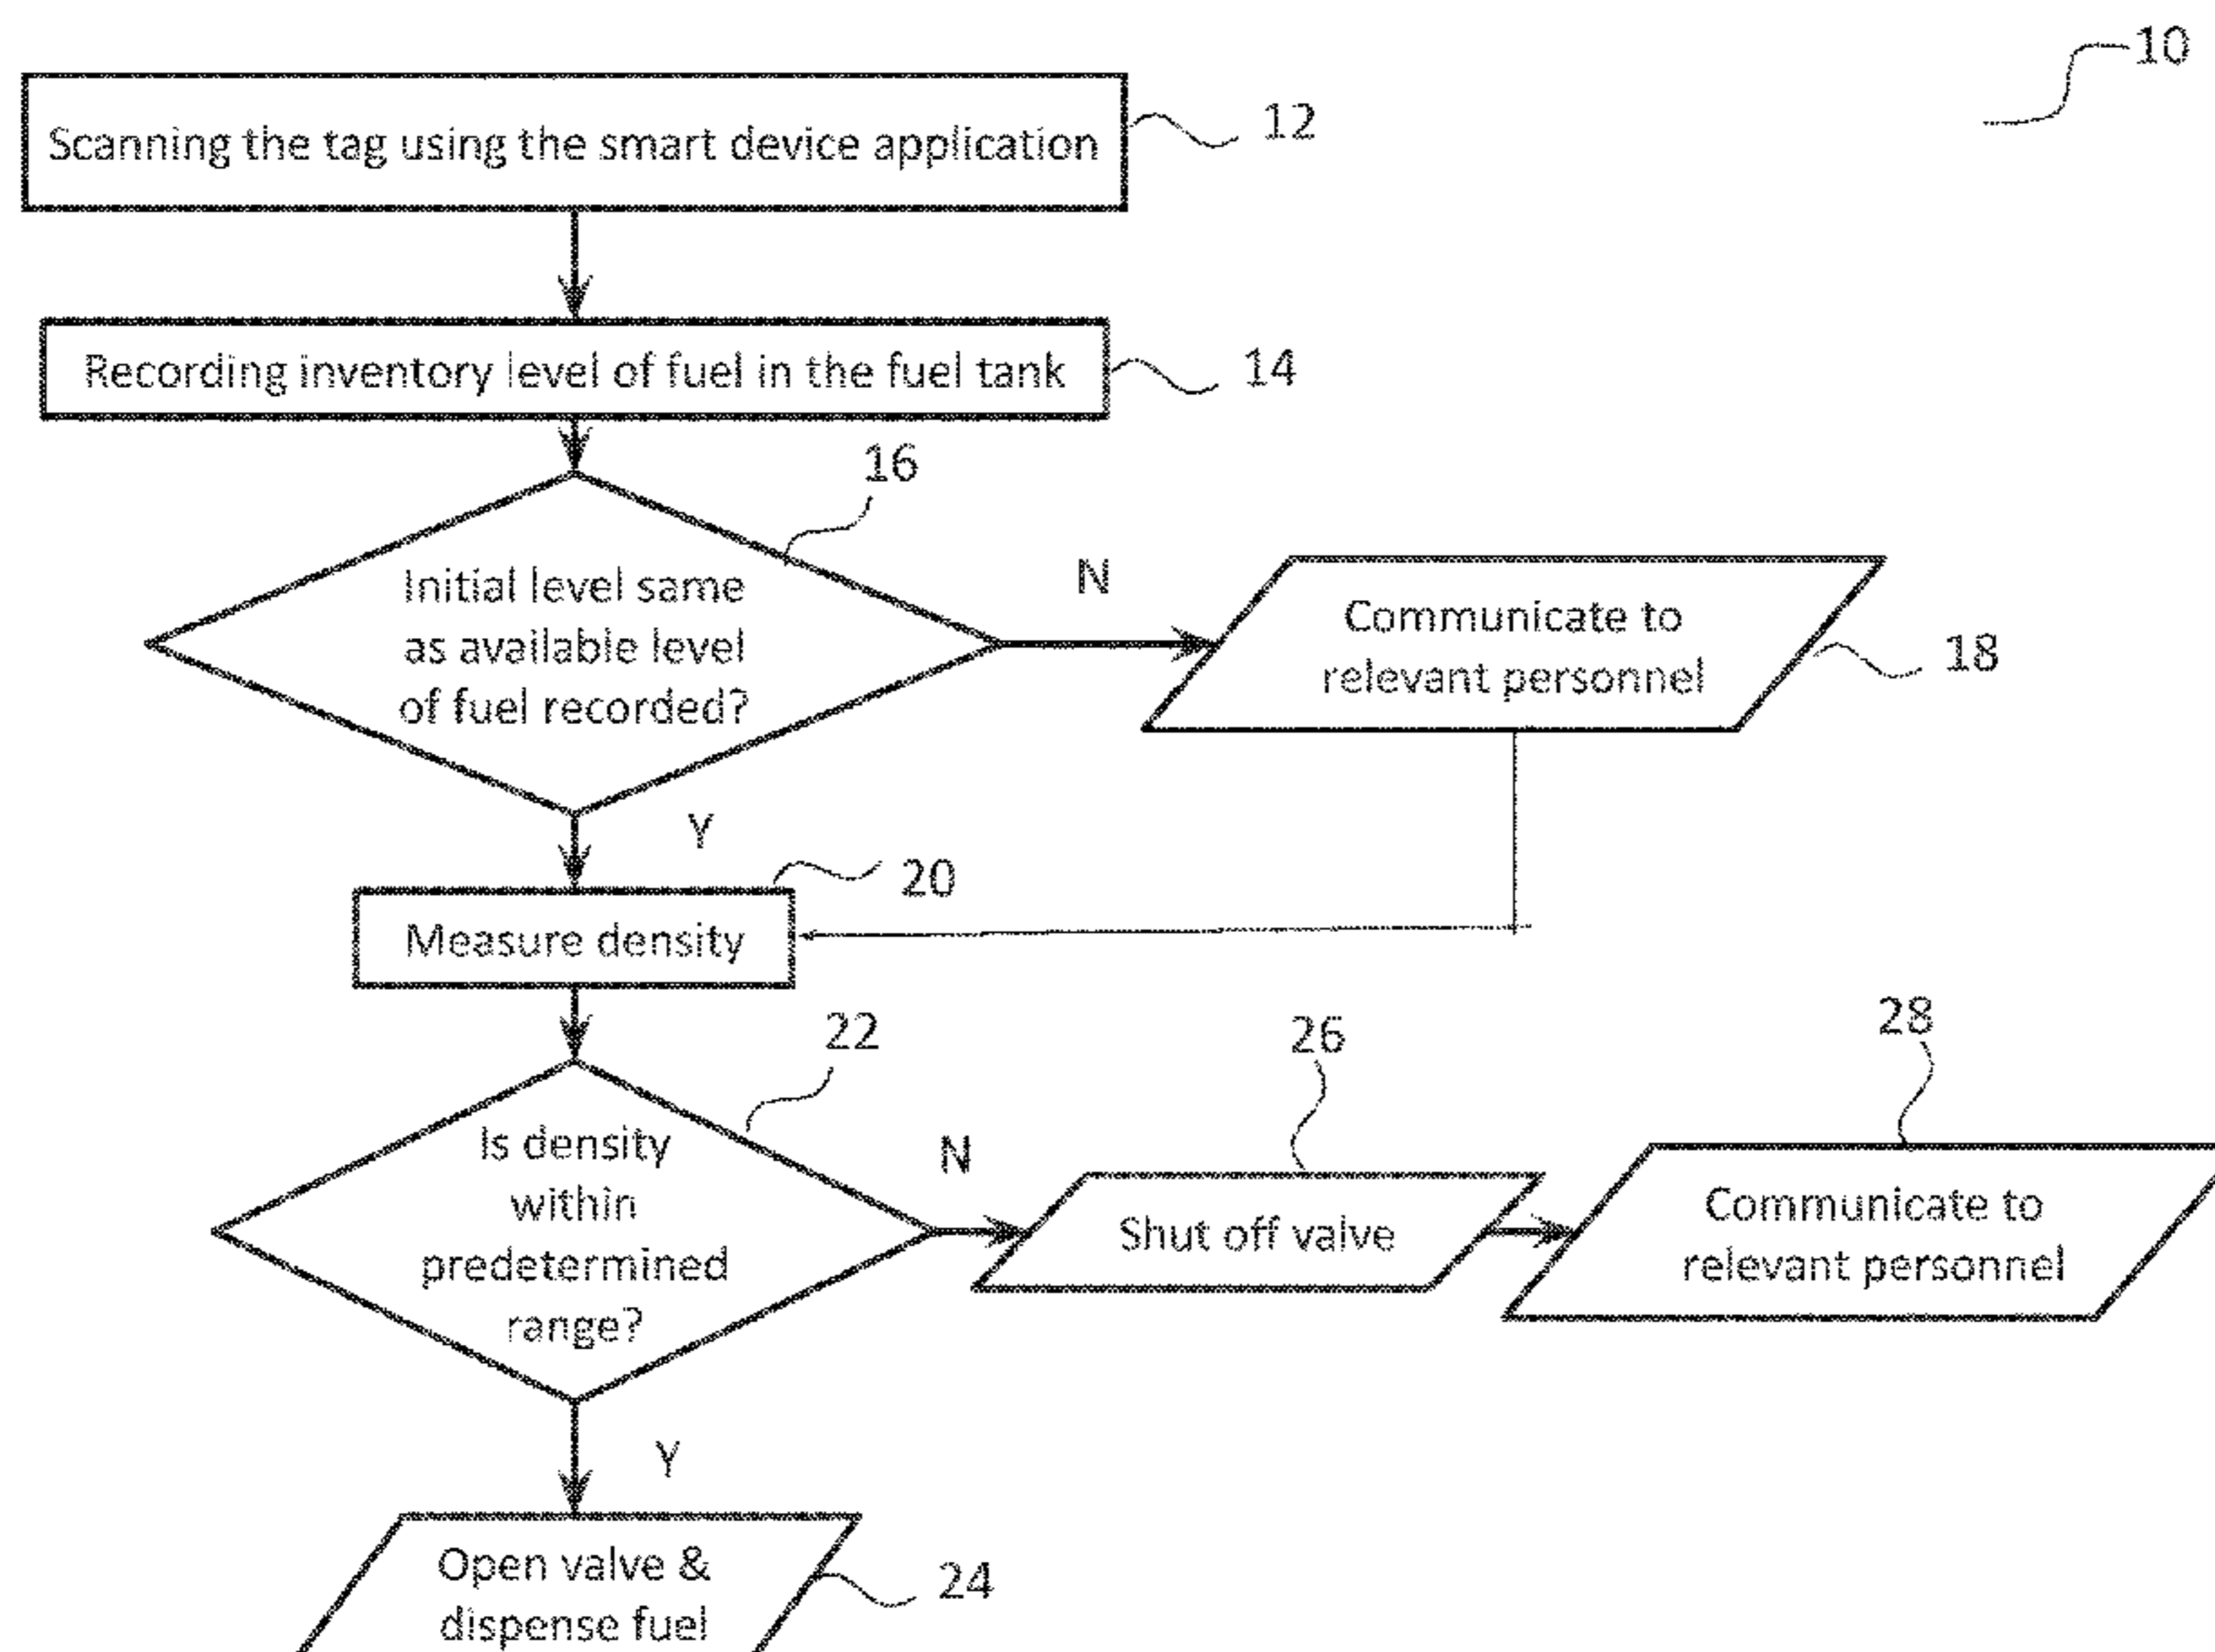 10
Scanning the tag using the smart device application
12
Recording inventory level of fuel in the fuel tank
14
16
Initial level same
as available level
of fuel recorded?
N
Communicate to
relevant personnel
18
Y
20
Measure density
22
Is density
within
predetermined
range?
N
26
Shut off valve
28
Communicate to
relevant personnel
Y
Open valve &
dispense fuel
24